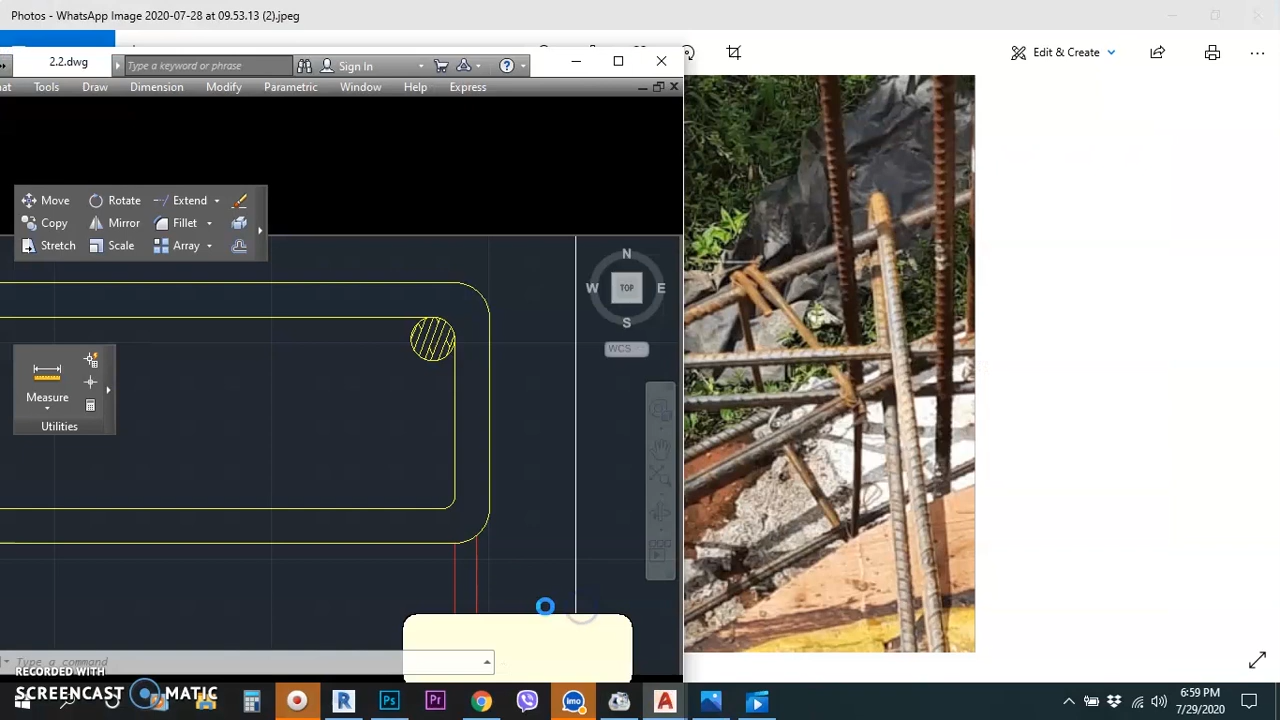 Photos - WhatsApp Image 2020-07-28 at 09.53.13 (2).jpeg
Edit & Create
2.2.dwg
Type a keyword or phrase
Sign In
Tools
Draw
Dimension
Modify
Parametric
Window
Help
Express
Move
Rotate
Extend
Copy
Mirror
Fillet
Stretch
Scale
Array
N
W
TOP
E
S
WCS
Measure
Utilities
Type a command
RECORDED WITH
SCREENCAST MATIC
6:59 PM
7/29/2020